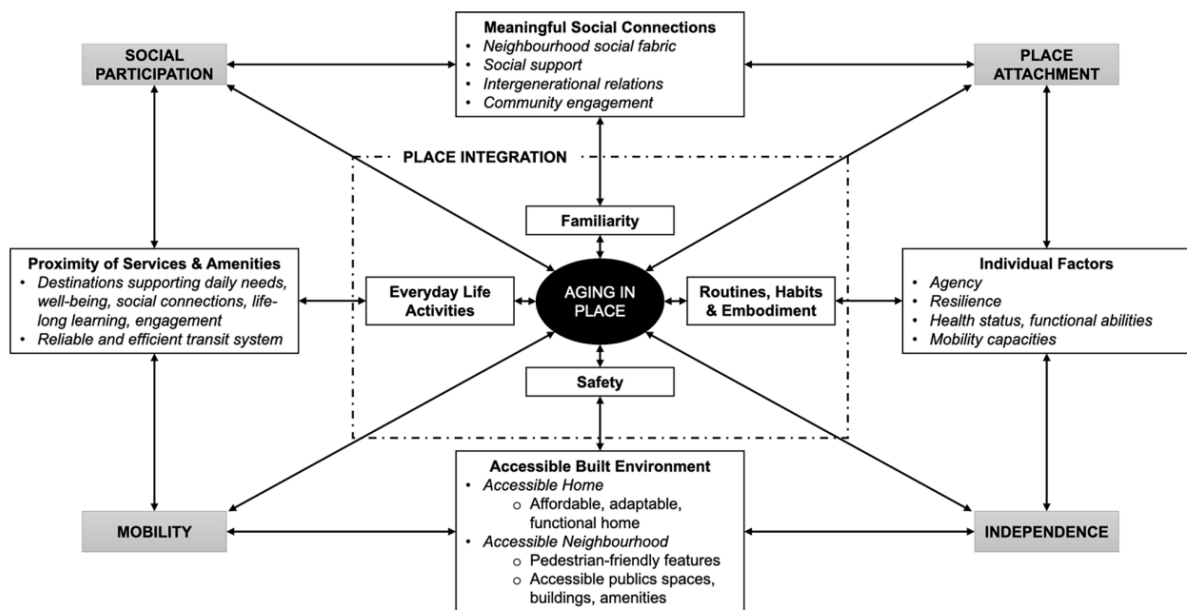 Meaningful Social Connections
• Neighbourhood social fabric
• Social support
• Intergenerational relations
• Community engagement
SOCIAL
PARTICIPATION
PLACE
ATTACHMENT
PLACE INTEGRATION
Familiarity
Proximity of Services & Amenities
• Destinations supporting daily needs,
well-being, social connections, life-
long learning, engagement
• Reliable and efficient transit system
Everyday Life
Activities
AGING IN
PLACE
Routines, Habits
& Embodiment
Individual Factors
• Agency
• Resilience
• Health status, functional abilities
• Mobility capacities
Safety
Accessible Built Environment
• Accessible Home
o Affordable, adaptable,
functional home
• Accessible Neighbourhood
o Pedestrian-friendly features
o Accessible publics spaces,
buildings, amenities
MOBILITY
INDEPENDENCE